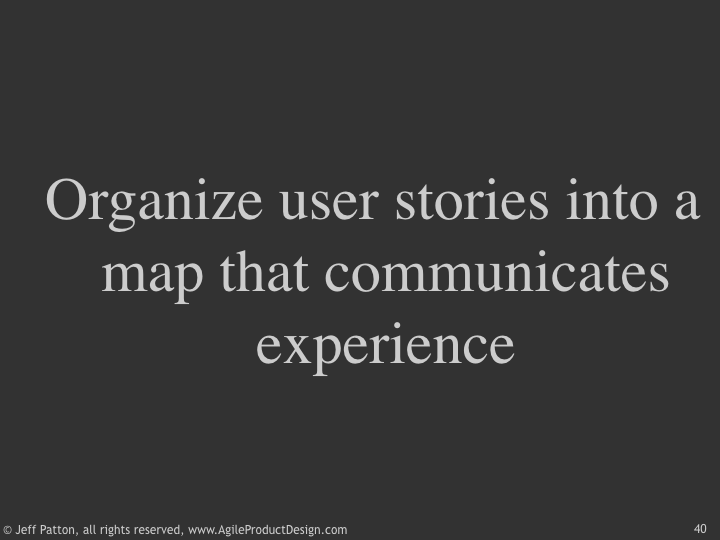 Organize user stories into a
map that communicates
experience
© Jeff Patton, all rights reserved, www.AgileProductDesign.com
40